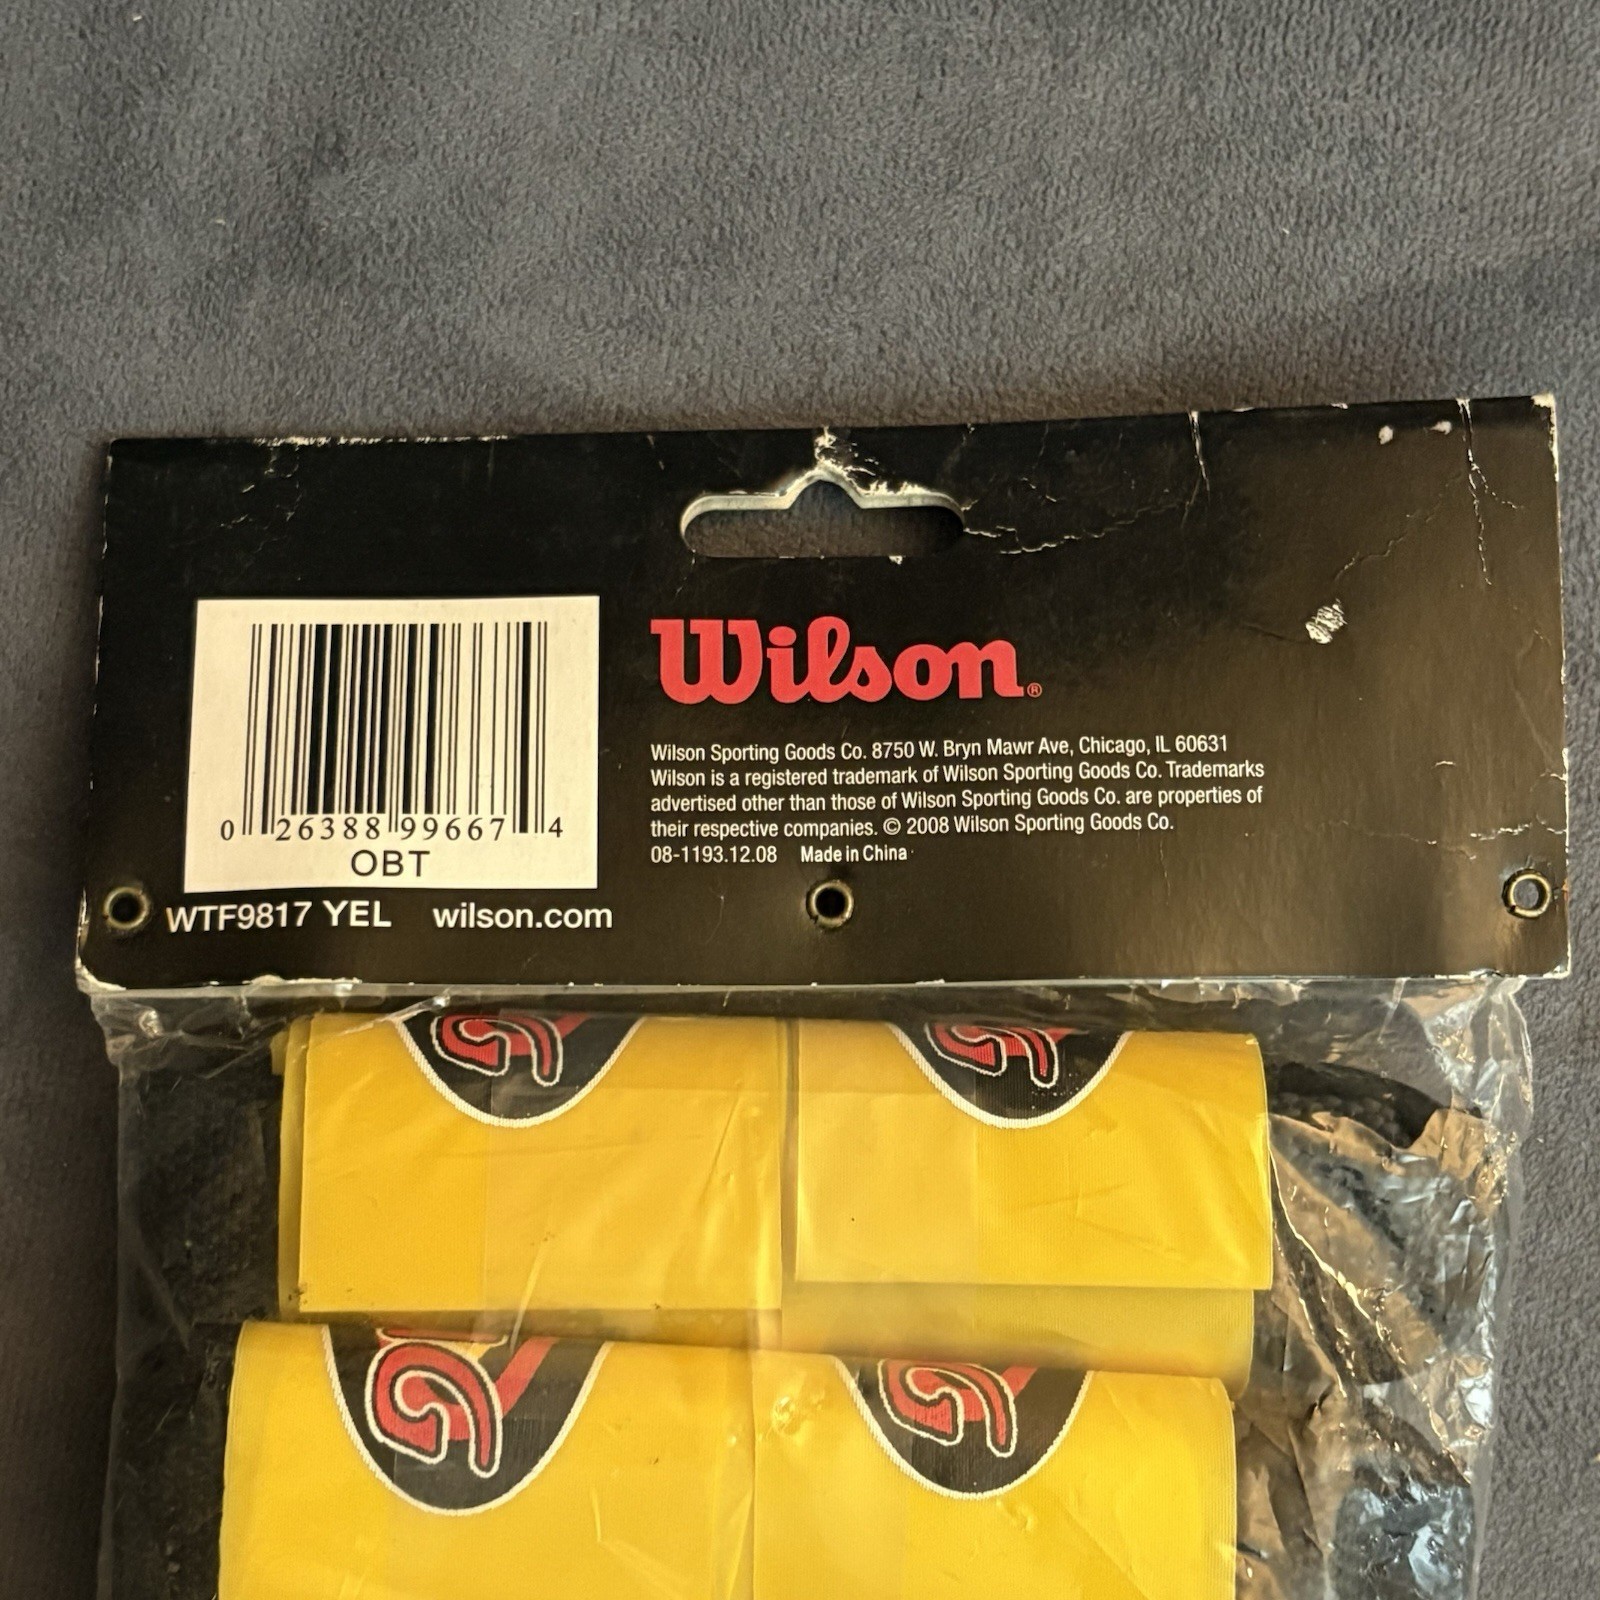 Wilson®
Wilson Sporting Goods Co. 8750 W. Bryn Mawr Ave, Chicago, IL 60631
Wilson is a registered trademark of Wilson Sporting Goods Co. Trademarks
advertised other than those of Wilson Sporting Goods Co. are properties of
their respective companies. © 2008 Wilson Sporting Goods Co.
08-1193.12.08 Made in China
0 26388 99667 4
OBT
WTF9817 YEL wilson.com